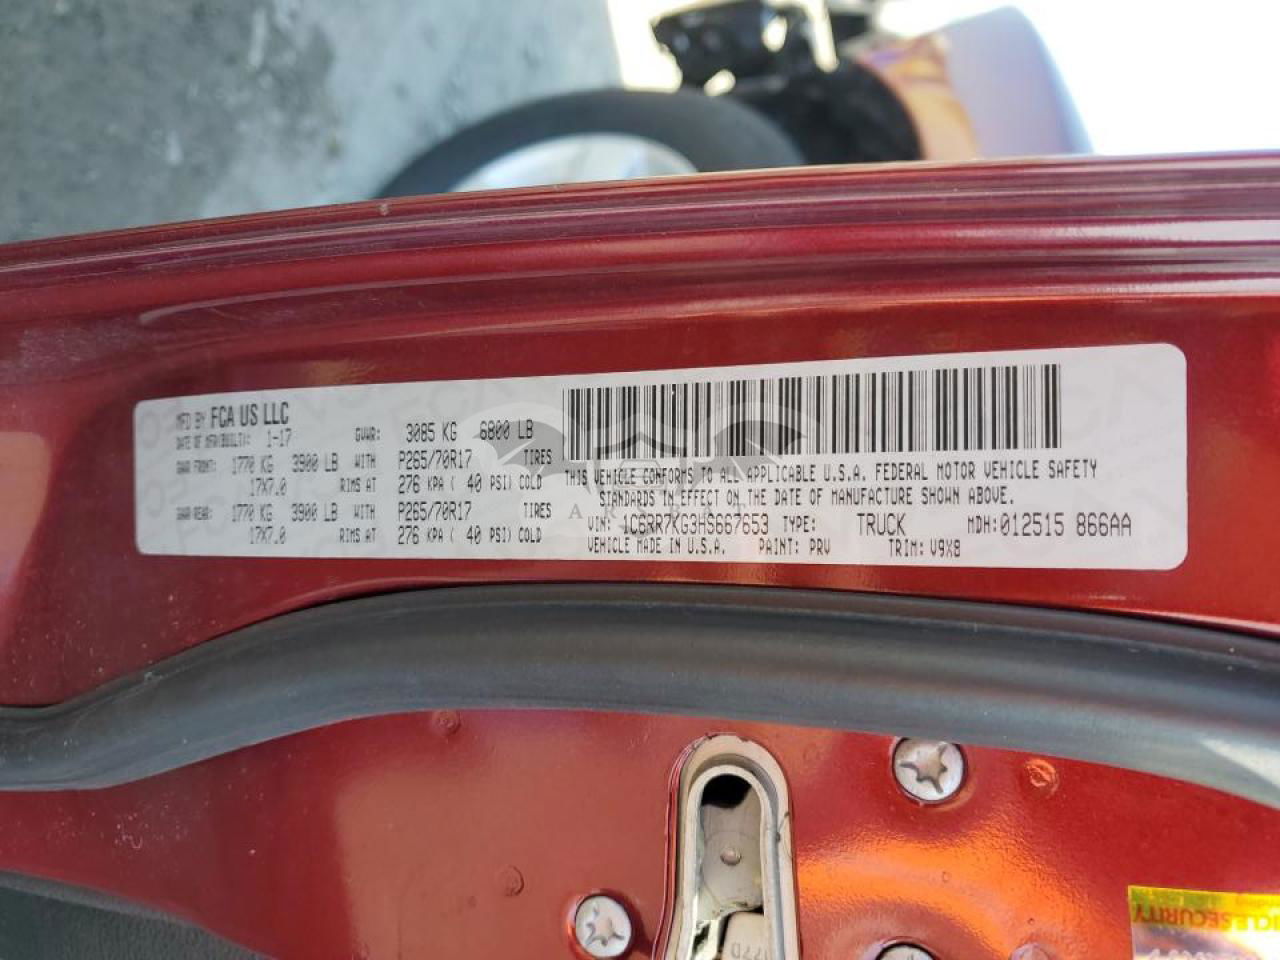 MFD BY FCA US LLC
DATE OF MFR(BUILT): 1-17 GVWR: 3085 KG 6800 LB
GAWR FRONT: 1770 KG 3900 LB WITH P265/70R17 TIRES
17X7.0 RIMS AT 276 KPA ( 40 PSI) COLD
GAWR REAR: 1770 KG 3900 LB WITH P265/70R17 TIRES
17X7.0 RIMS AT 276 KPA ( 40 PSI) COLD
THIS VEHICLE CONFORMS TO ALL APPLICABLE U.S.A. FEDERAL MOTOR VEHICLE SAFETY
STANDARDS IN EFFECT ON THE DATE OF MANUFACTURE SHOWN ABOVE.
VIN: 1C6RR7KG3HS667653 TYPE: TRUCK MDH:012515 866AA
VEHICLE MADE IN U.S.A. PAINT: PRV TRIM: V9X8
SECURITY